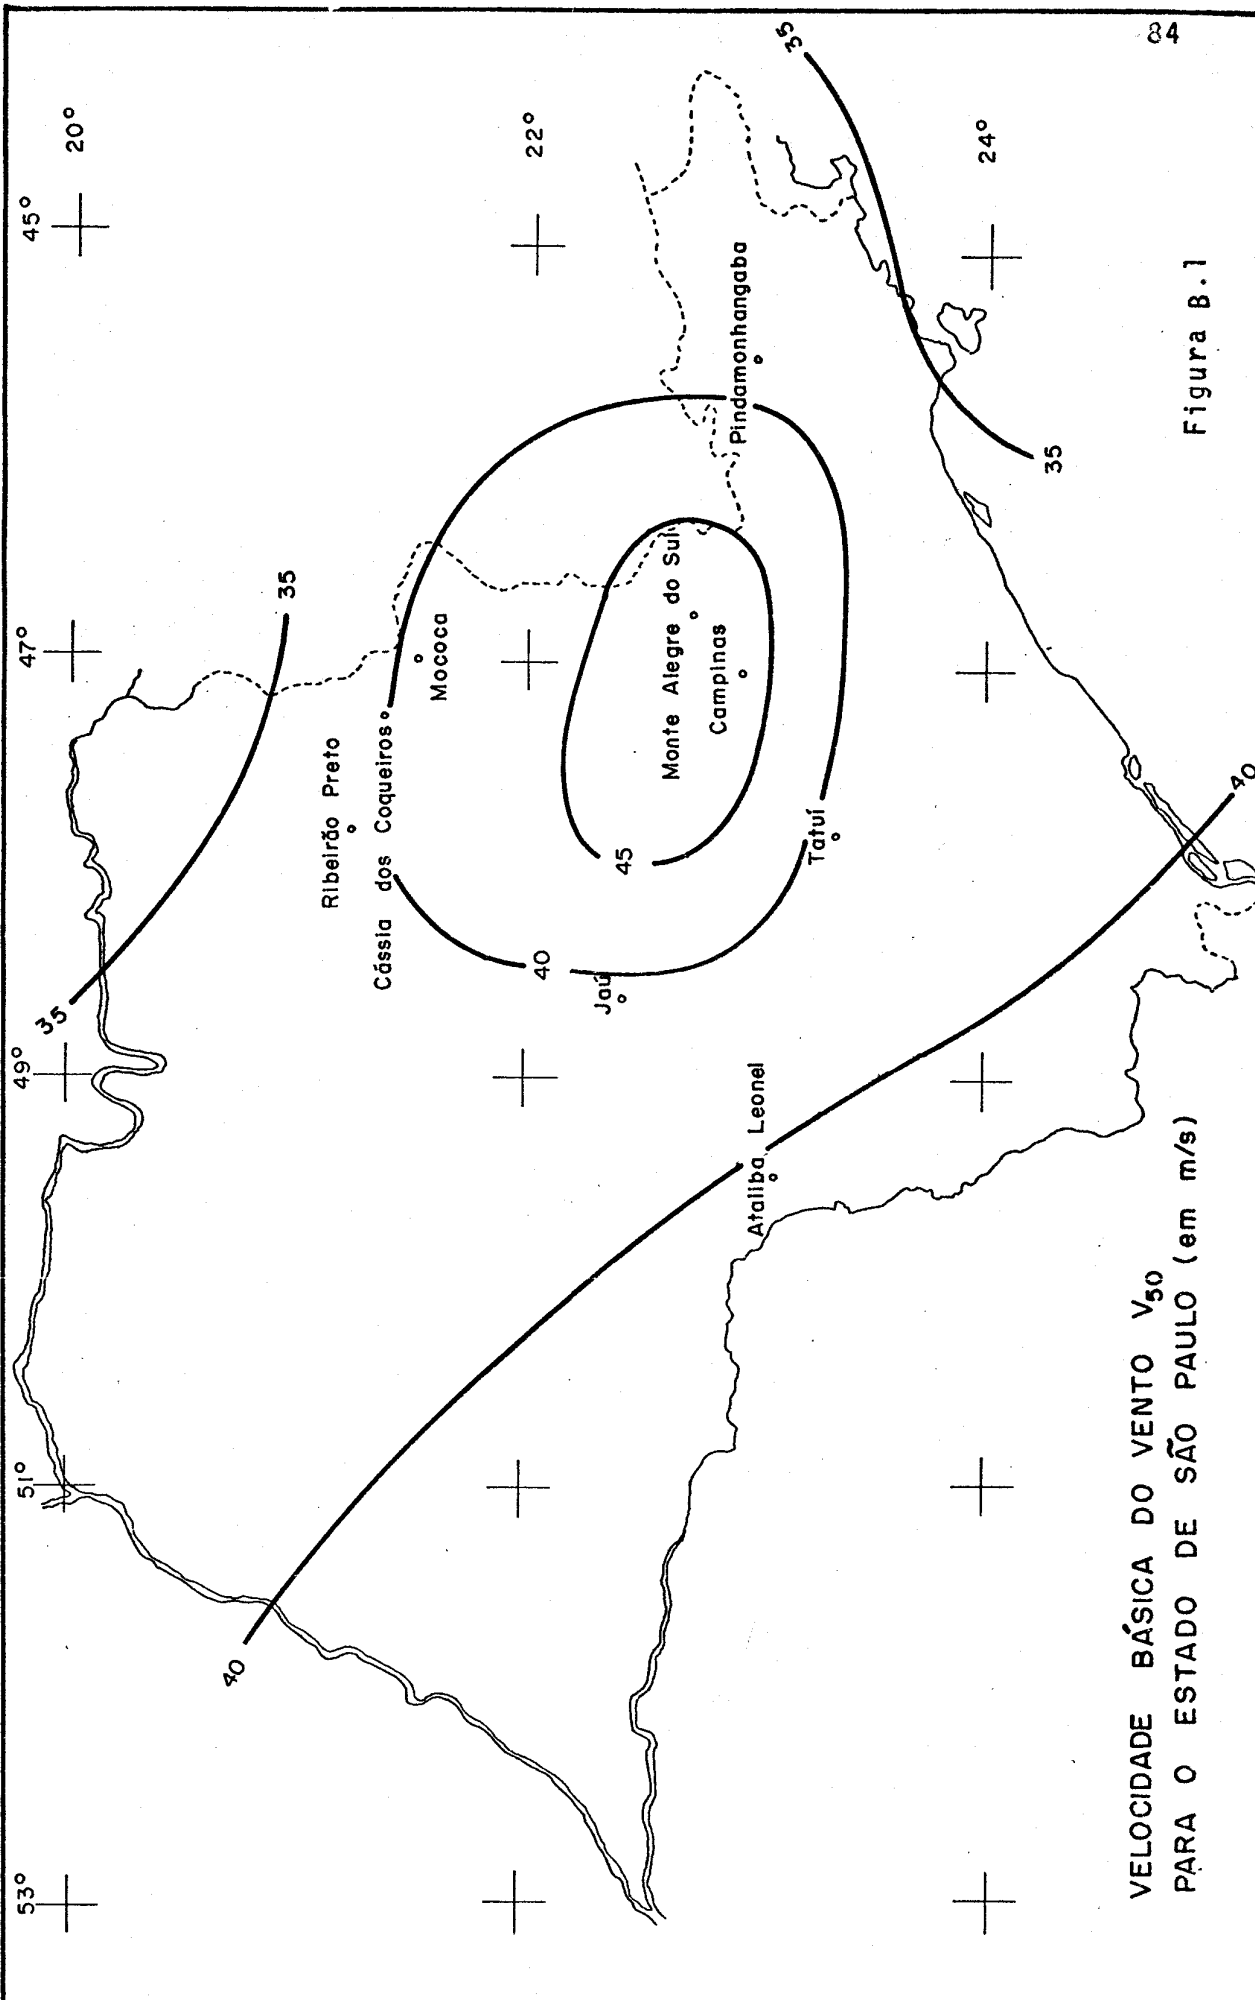 84
53°
51°
49°
47°
45°
20°
35
35
40
Ribeirão Preto
Cássia dos Coqueiros
Mococa
22°
40
Jaú
45
Monte Alegre do Sul
Campinas
Pindamonhangaba
35
Ataliba Leonel
Tatuí
24°
35
40
VELOCIDADE BÁSICA DO VENTO V50
PARA O ESTADO DE SÃO PAULO (em m/s)
Figura B.1